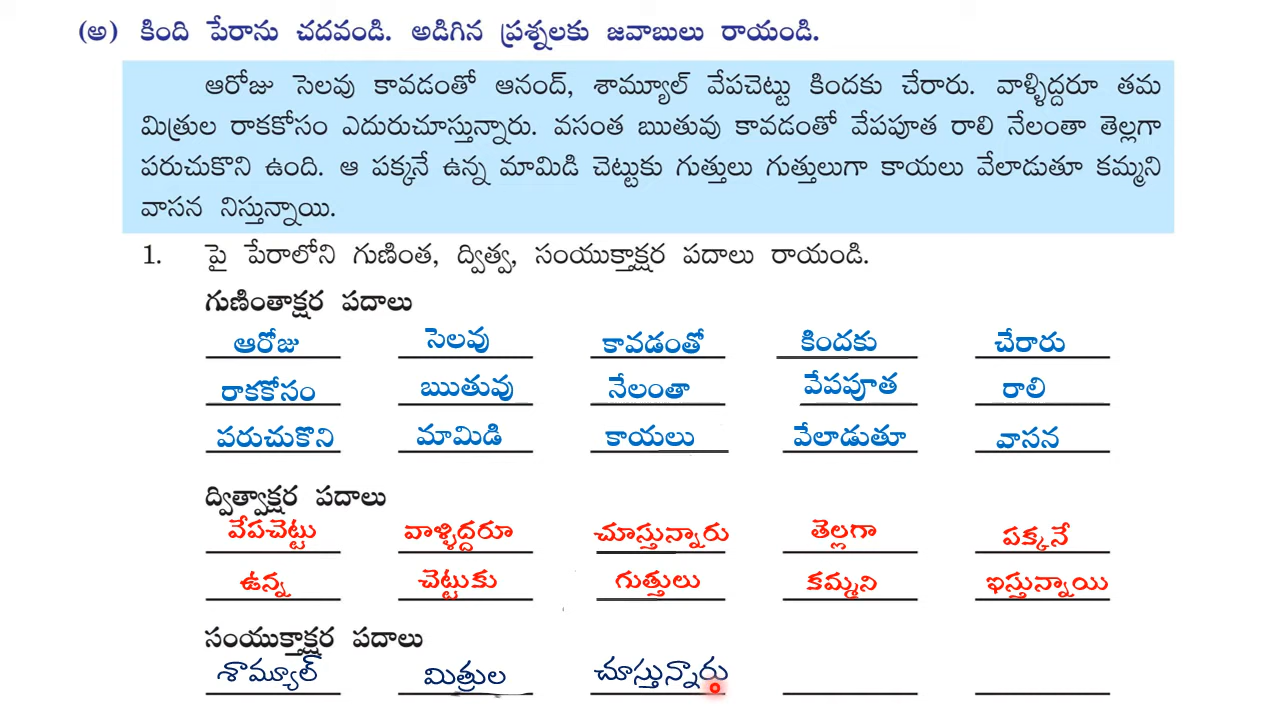 (అ) కింది పేరాను చదవండి. అడిగిన ప్రశ్నలకు జవాబులు రాయండి.
ఆరోజు సెలవు కావడంతో ఆనంద్, శామ్యూల్ వేపచెట్టు కిందకు చేరారు. వాళ్ళిద్దరూ తమ
మిత్రుల రాకకోసం ఎదురుచూస్తున్నారు. వసంత ఋతువు కావడంతో వేపపూత రాలి నేలంతా తెల్లగా
పరుచుకొని ఉంది. ఆ పక్కనే ఉన్న మామిడి చెట్టుకు గుత్తులు గుత్తులుగా కాయలు వేలాడుతూ కమ్మని
వాసన నిస్తున్నాయి.
1. పై పేరాలోని గుణింత, ద్విత్వ, సంయుక్తాక్షర పదాలు రాయండి.
గుణింతాక్షర పదాలు
ఆరోజు సెలవు కావడంతో కిందకు చేరారు
రాకకోసం ఋతువు నేలంతా వేపపూత రాలి
పరుచుకొని మామిడి కాయలు వేలాడుతూ వాసన
ద్విత్వాక్షర పదాలు
వేపచెట్టు వాళ్ళిద్దరూ చూస్తున్నారు తెల్లగా పక్కనే
ఉన్న చెట్టుకు గుత్తులు కమ్మని ఇస్తున్నాయి
సంయుక్తాక్షర పదాలు
శామ్యూల్ మిత్రుల చూస్తున్నారు